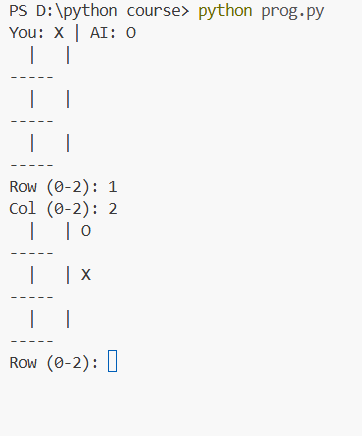 PS D:\python course> python prog.py
You: X | AI: O
  |   |
-----
  |   |
-----
  |   |
-----
Row (0-2): 1
Col (0-2): 2
  |   | O
-----
  |   | X
-----
  |   |
-----
Row (0-2):